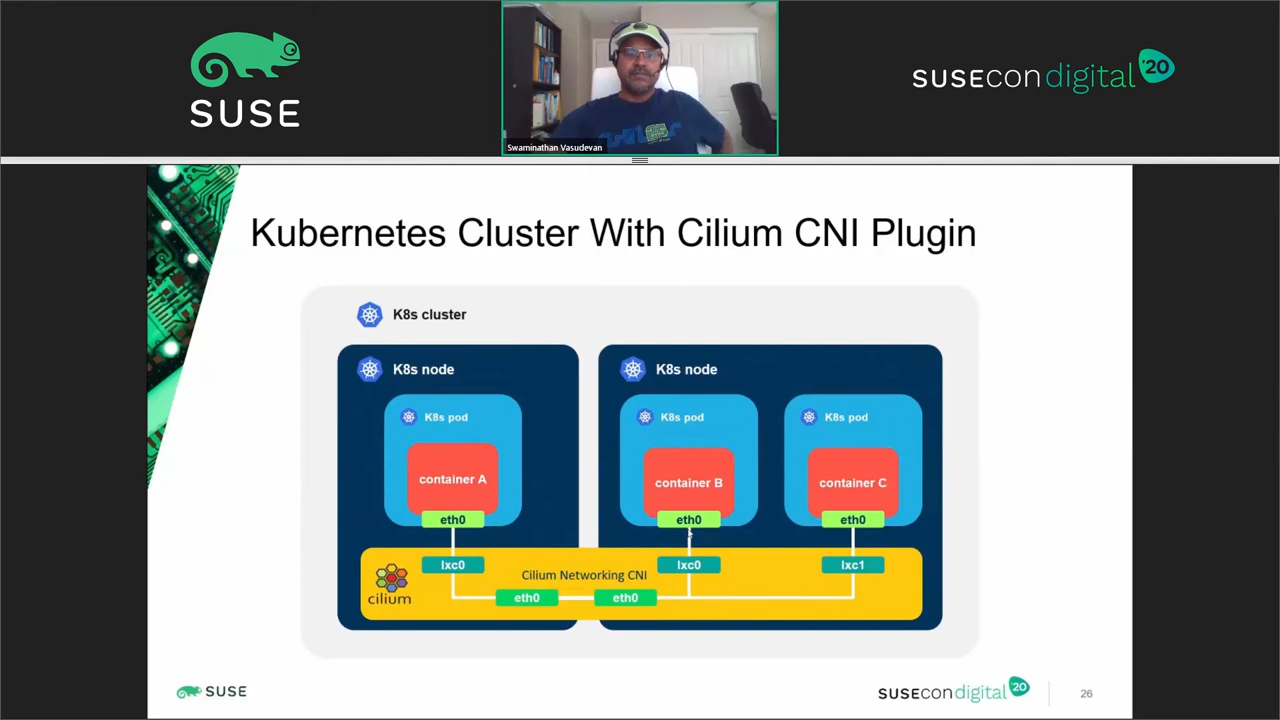 SUSE
SUSECON digital '20
Swaminathan Vasudevan
Kubernetes Cluster With Cilium CNI Plugin
K8s cluster
K8s node
K8s node
K8s pod
K8s pod
K8s pod
container A
container B
container C
eth0
eth0
eth0
lxc0
lxc0
lxc1
Cilium Networking CNI
cilium
eth0
eth0
SUSE
SUSECON digital '20
26